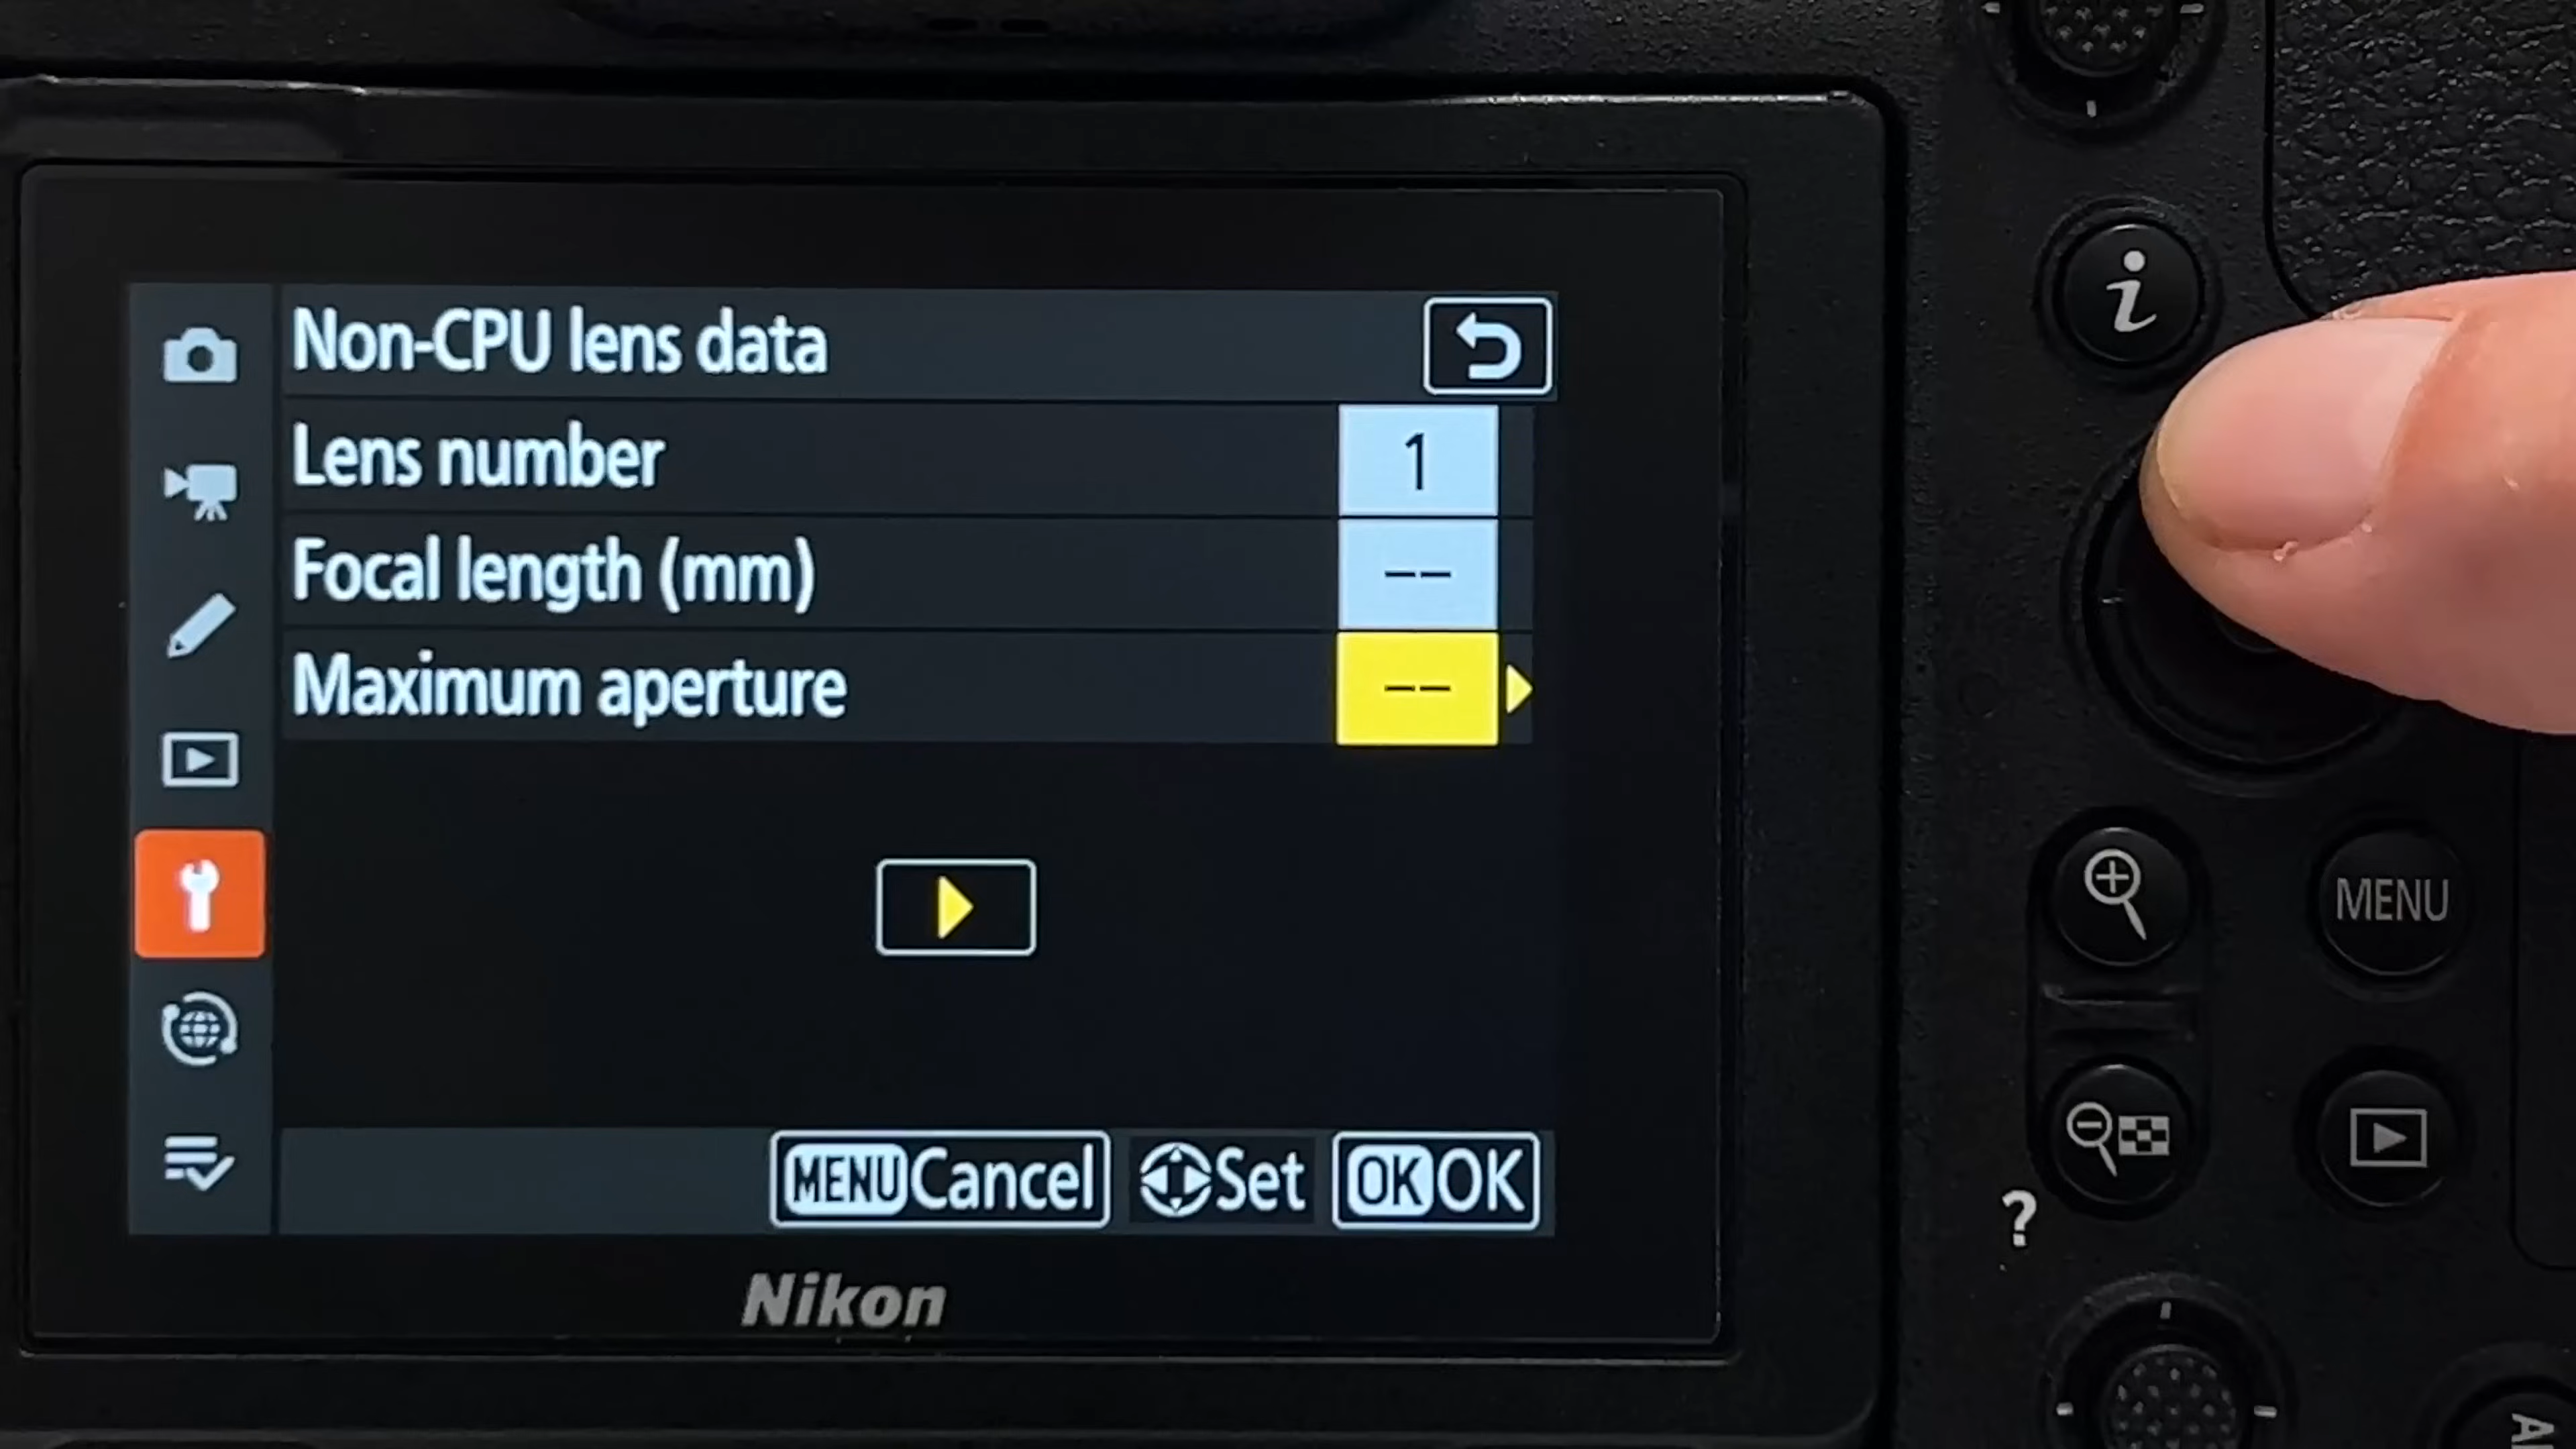 Non-CPU lens data
Lens number 1
Focal length (mm) --
Maximum aperture --
MENU Cancel Set OK OK
Nikon
i
MENU
?